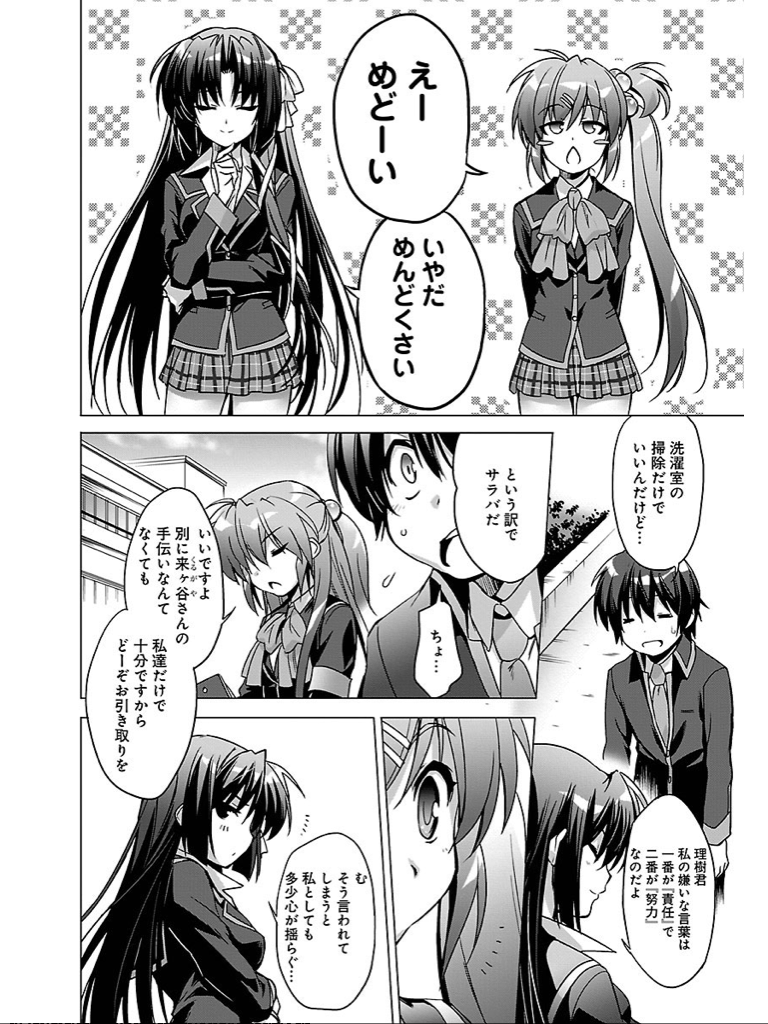 えー
めどーい
いやだ
めんどくさい
洗濯室の
掃除だけで
いいんだけど…
理樹君
私の嫌いな言葉は
一番が『責任』で
二番が『努力』
なのだよ
という訳で
サラバだ
ちょ…
いいですよ
別に来ヶ谷さんの
くるがや
手伝いなんて
なくても
私達だけで
十分ですから
どーぞお引き取りを
む
そう言われて
しまうと
私としても
多少心が揺らぐ…